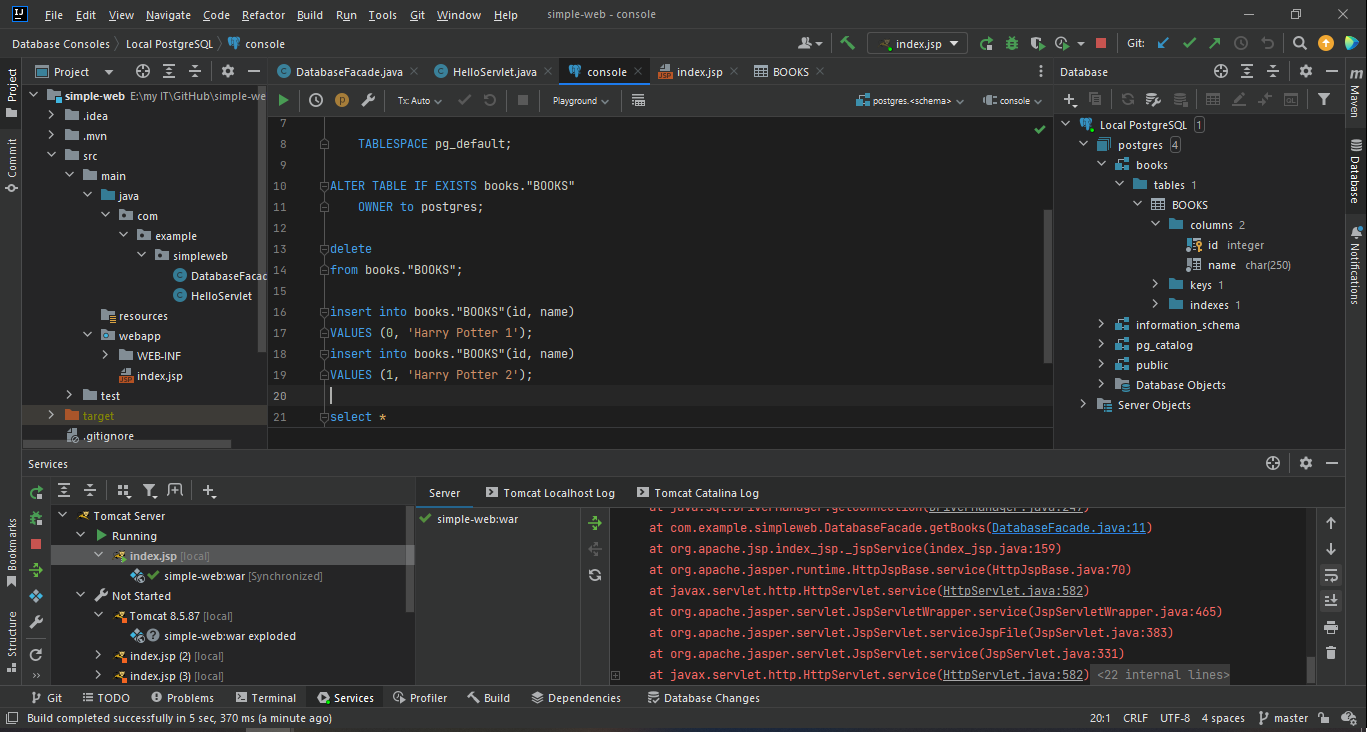 File Edit View Navigate Code Refactor Build Run Tools Git Window Help simple-web - console
Database Consoles Local PostgreSQL console index.jsp Git:
Project
Commit
Bookmarks
Structure
Project
simple-web E:\my IT\GitHub\simple-we
.idea
.mvn
src
main
java
com
example
simpleweb
DatabaseFacad
HelloServlet
resources
webapp
WEB-INF
index.jsp
test
target
.gitignore
DatabaseFacade.java HelloServlet.java console index.jsp BOOKS
Tx: Auto Playground postgres.<schema> console
7
8 TABLESPACE pg_default;
9
10 ALTER TABLE IF EXISTS books."BOOKS"
11 OWNER to postgres;
12
13 delete
14 from books."BOOKS";
15
16 insert into books."BOOKS"(id, name)
17 VALUES (0, 'Harry Potter 1');
18 insert into books."BOOKS"(id, name)
19 VALUES (1, 'Harry Potter 2');
20
21 select *
Database
Local PostgreSQL 1
postgres 4
books
tables 1
BOOKS
columns 2
id integer
name char(250)
keys 1
indexes 1
information_schema
pg_catalog
public
Database Objects
Server Objects
Maven
Database
Notifications
Services
Tomcat Server
Running
index.jsp [local]
simple-web:war [Synchronized]
Not Started
Tomcat 8.5.87 [local]
simple-web:war exploded
index.jsp (2) [local]
index.jsp (3) [local]
Server Tomcat Localhost Log Tomcat Catalina Log
simple-web:war
at java.sql.DriverManager.getConnection(DriverManager.java:247)
at com.example.simpleweb.DatabaseFacade.getBooks(DatabaseFacade.java:11)
at org.apache.jsp.index_jsp._jspService(index_jsp.java:159)
at org.apache.jasper.runtime.HttpJspBase.service(HttpJspBase.java:70)
at javax.servlet.http.HttpServlet.service(HttpServlet.java:582)
at org.apache.jasper.servlet.JspServletWrapper.service(JspServletWrapper.java:465)
at org.apache.jasper.servlet.JspServlet.serviceJspFile(JspServlet.java:383)
at org.apache.jasper.servlet.JspServlet.service(JspServlet.java:331)
at javax.servlet.http.HttpServlet.service(HttpServlet.java:582) <22 internal lines>
Git TODO Problems Terminal Services Profiler Build Dependencies Database Changes
Build completed successfully in 5 sec, 370 ms (a minute ago) 20:1 CRLF UTF-8 4 spaces master